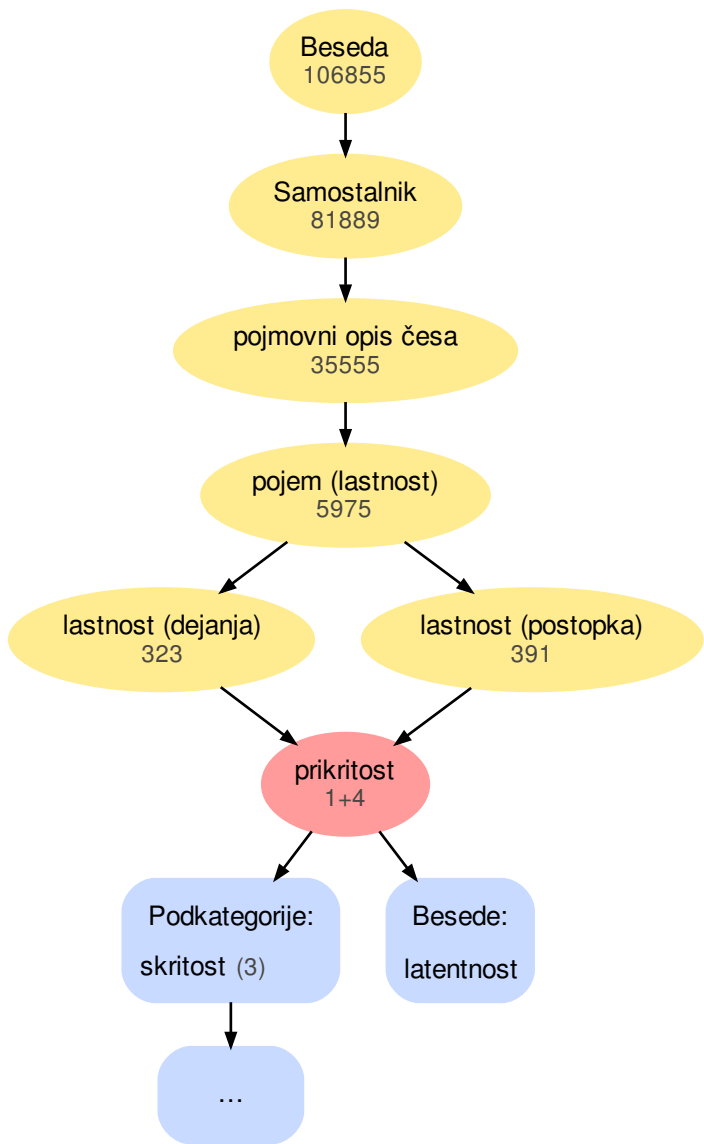 Beseda
106855
Samostalnik
81889
pojmovni opis česa
35555
pojem (lastnost)
5975
lastnost (dejanja)
323
lastnost (postopka)
391
prikritost
1+4
Podkategorije:
skritost (3)
Besede:
latentnost
…